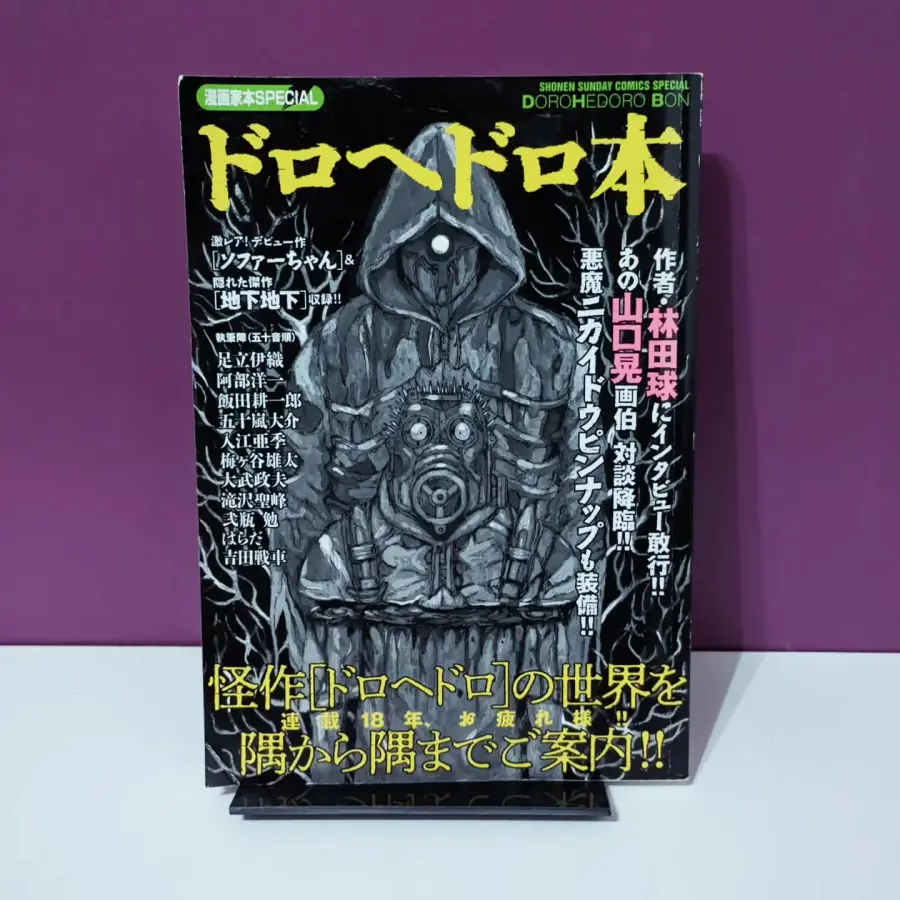 漫画家本SPECIAL
SHONEN SUNDAY COMICS SPECIAL
DOROHEDORO BON
ドロヘドロ本
激レア!デビュー作
[ソファーちゃん]&
隠れた傑作
[地下地下]収録!!
執筆陣(五十音順)
足立伊織
阿部洋一
飯田耕一郎
五十嵐大介
入江亜季
梅ヶ谷雄太
大武政夫
滝沢聖峰
弐瓶 勉
はらだ
吉田戦車
作者・林田球にインタビュー敢行!!
あの山口晃画伯 対談降臨!!
悪魔ニカイドウピンナップも装備!!
怪作[ドロヘドロ]の世界を
連載18年、お疲れ様!!
隅から隅までご案内!!